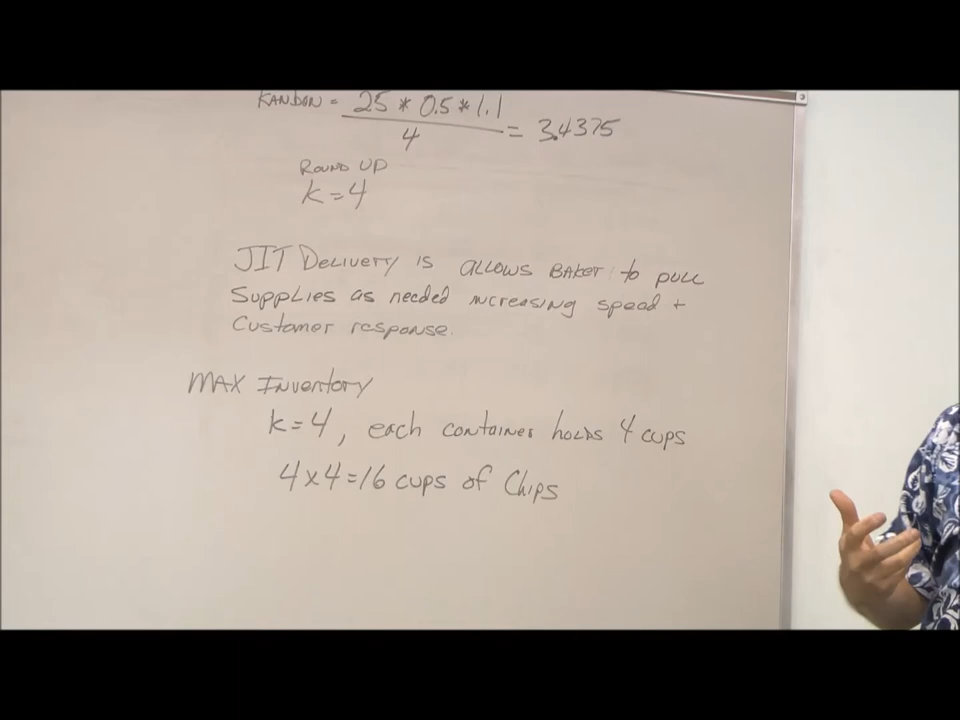 KANBAN = 25 * 0.5 * 1.1
4
= 3.4375
ROUND UP
k = 4
JIT Delivery is allows Baker to pull
Supplies as needed increasing speed +
Customer response.
MAX Inventory
k = 4, each container holds 4 cups
4 x 4 = 16 cups of Chips